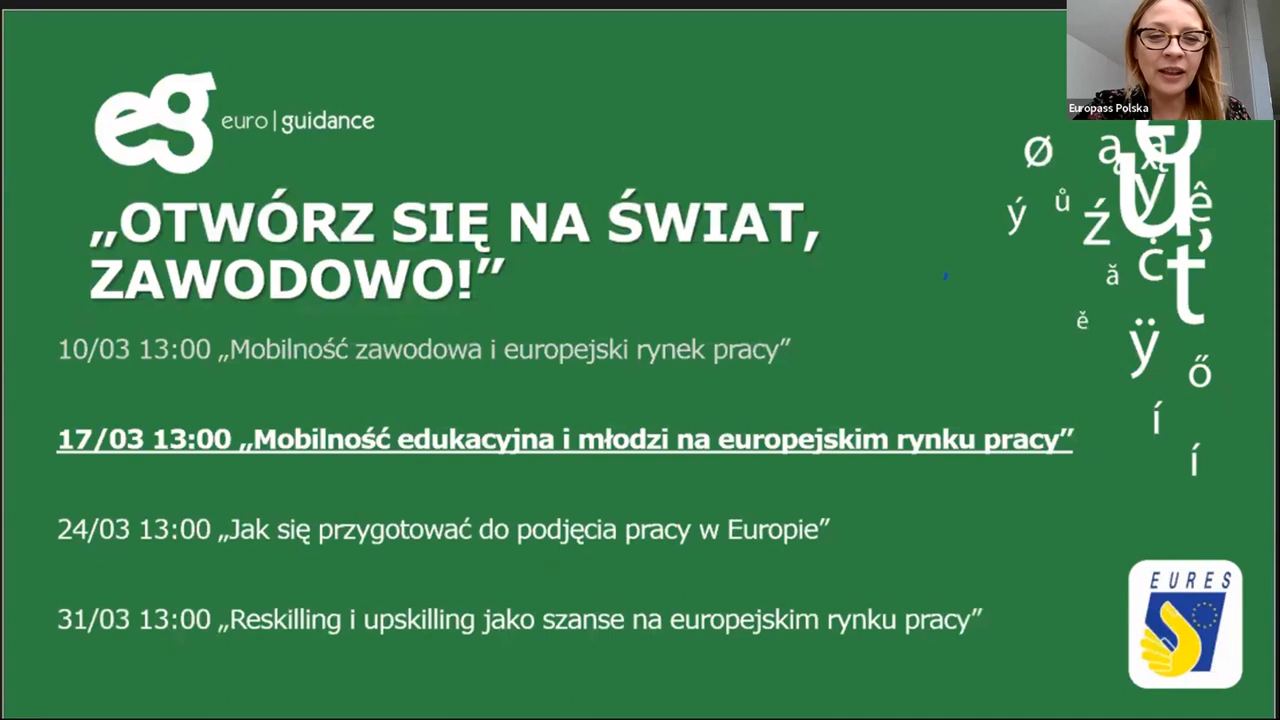 Europass Polska
eg euro|guidance
„OTWÓRZ SIĘ NA ŚWIAT,
ZAWODOWO!”
10/03 13:00 „Mobilność zawodowa i europejski rynek pracy”
17/03 13:00 „Mobilność edukacyjna i młodzi na europejskim rynku pracy”
24/03 13:00 „Jak się przygotować do podjęcia pracy w Europie”
31/03 13:00 „Reskilling i upskilling jako szanse na europejskim rynku pracy”
ø ą
ý ů ź u y ê
ă ċ ț
ě ÿ
ő
í
í
EURES